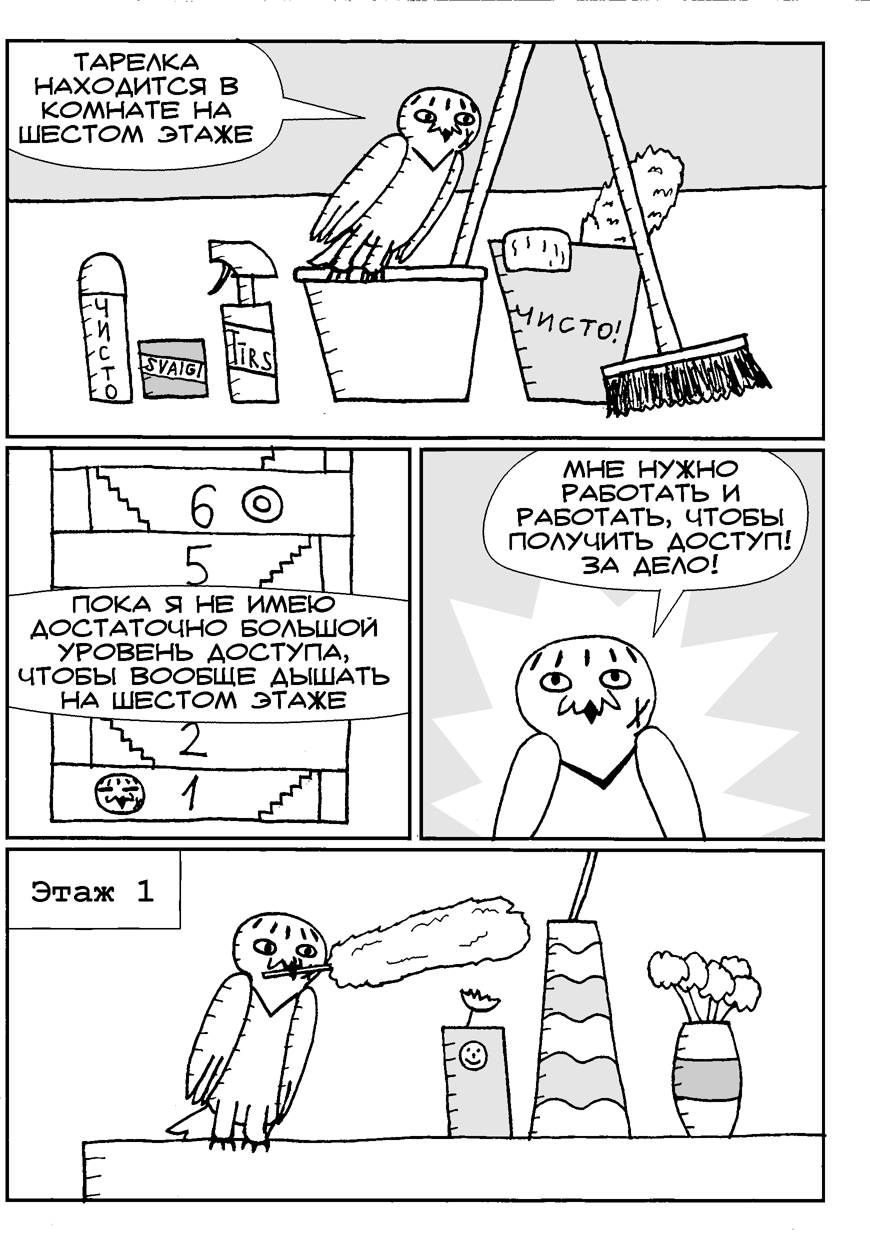 ТАРЕЛКА
НАХОДИТСЯ В
КОМНАТЕ НА
ШЕСТОМ ЭТАЖЕ
ЧИСТО
SVAIGI
TĪRS
ЧИСТО!
6
5
ПОКА Я НЕ ИМЕЮ
ДОСТАТОЧНО БОЛЬШОЙ
УРОВЕНЬ ДОСТУПА,
ЧТОБЫ ВООБЩЕ ДЫШАТЬ
НА ШЕСТОМ ЭТАЖЕ
2
1
МНЕ НУЖНО
РАБОТАТЬ И
РАБОТАТЬ, ЧТОБЫ
ПОЛУЧИТЬ ДОСТУП!
ЗА ДЕЛО!
Этаж 1